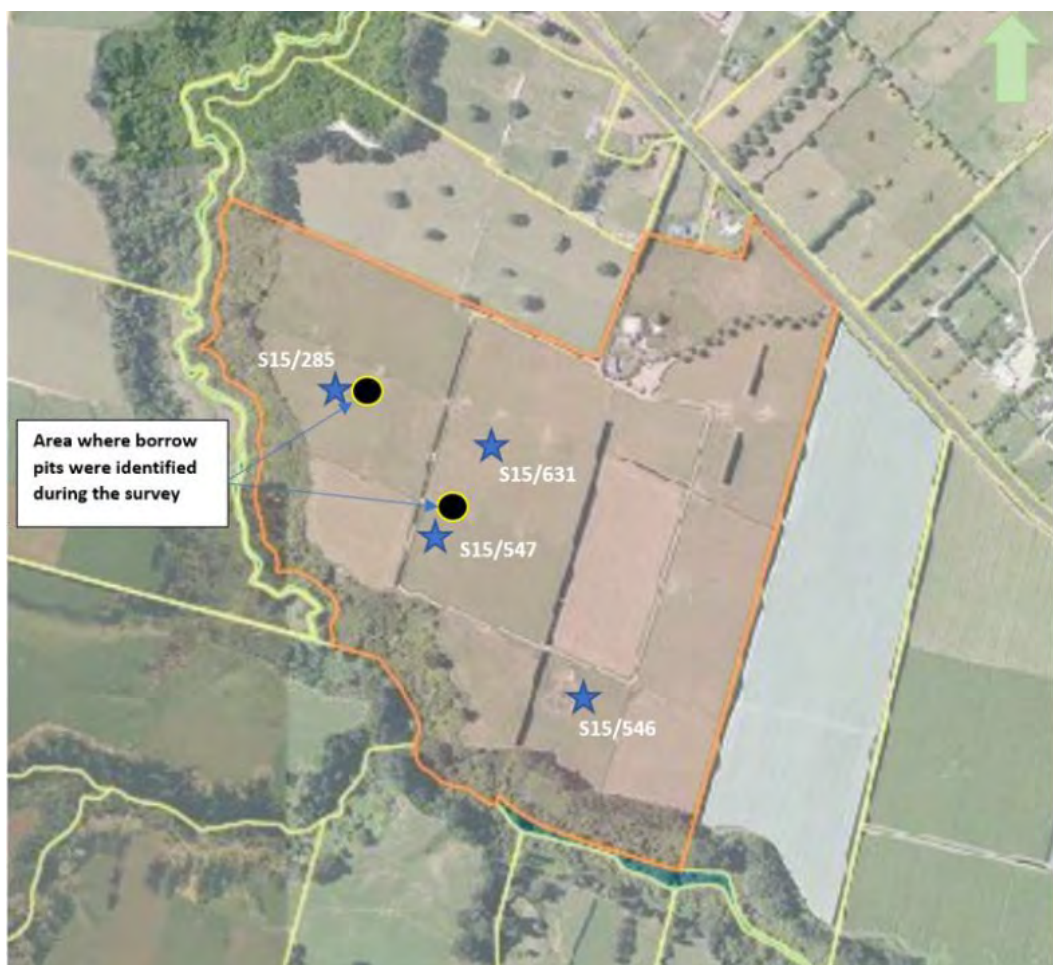 S15/285
Area where borrow
pits were identified
during the survey
S15/631
S15/547
S15/546